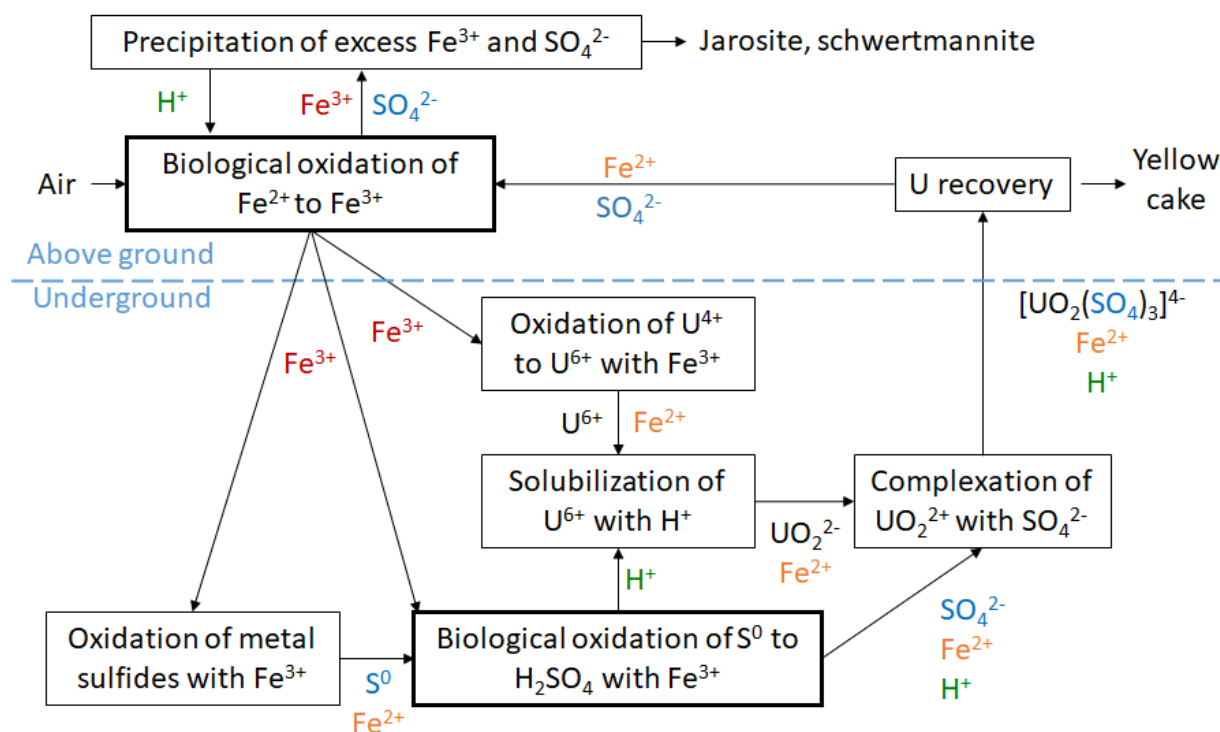 Precipitation of excess Fe³⁺ and SO₄²⁻
Jarosite, schwertmannite
H⁺
Fe³⁺ SO₄²⁻
Air
Biological oxidation of
Fe²⁺ to Fe³⁺
Fe²⁺
SO₄²⁻
U recovery
Yellow
cake
Above ground
Underground
Fe³⁺
Fe³⁺
Oxidation of U⁴⁺
to U⁶⁺ with Fe³⁺
[UO₂(SO₄)₃]⁴⁻
Fe²⁺
H⁺
U⁶⁺ Fe²⁺
Solubilization of
U⁶⁺ with H⁺
UO₂²⁻
Fe²⁺
Complexation of
UO₂²⁺ with SO₄²⁻
H⁺
Oxidation of metal
sulfides with Fe³⁺
S⁰
Fe²⁺
Biological oxidation of S⁰ to
H₂SO₄ with Fe³⁺
SO₄²⁻
Fe²⁺
H⁺